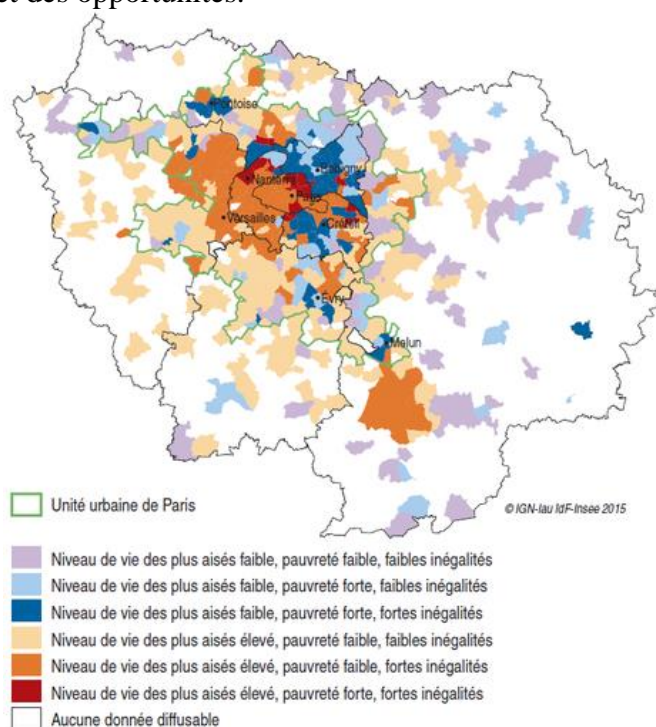 et des opportunités.
Pontoise
Bobigny
Nanterre
Paris
Versailles
Créteil
Évry
Melun
Unité urbaine de Paris
© IGN-Iau IdF-Insee 2015
Niveau de vie des plus aisés faible, pauvreté faible, faibles inégalités
Niveau de vie des plus aisés faible, pauvreté forte, faibles inégalités
Niveau de vie des plus aisés faible, pauvreté forte, fortes inégalités
Niveau de vie des plus aisés élevé, pauvreté faible, faibles inégalités
Niveau de vie des plus aisés élevé, pauvreté faible, fortes inégalités
Niveau de vie des plus aisés élevé, pauvreté forte, fortes inégalités
Aucune donnée diffusable